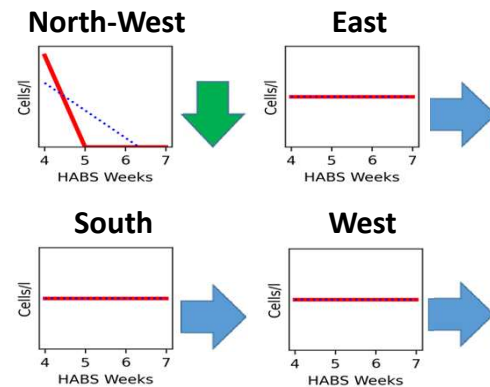 North-West
Cells/l
4 5 6 7
HABS Weeks
East
Cells/l
4 5 6 7
HABS Weeks
South
Cells/l
4 5 6 7
HABS Weeks
West
Cells/l
4 5 6 7
HABS Weeks